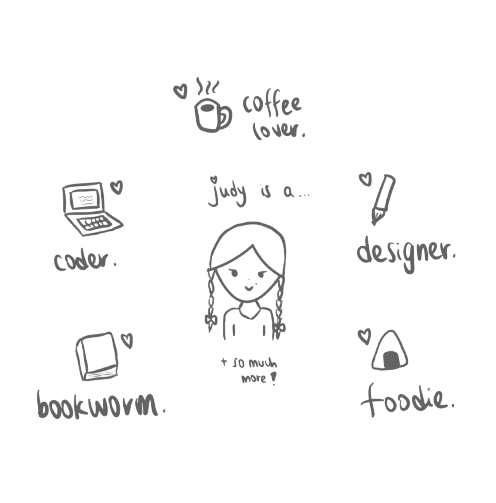 coffee
lover.
judy is a...
coder.
designer.
bookworm.
+ so much
more!
foodie.